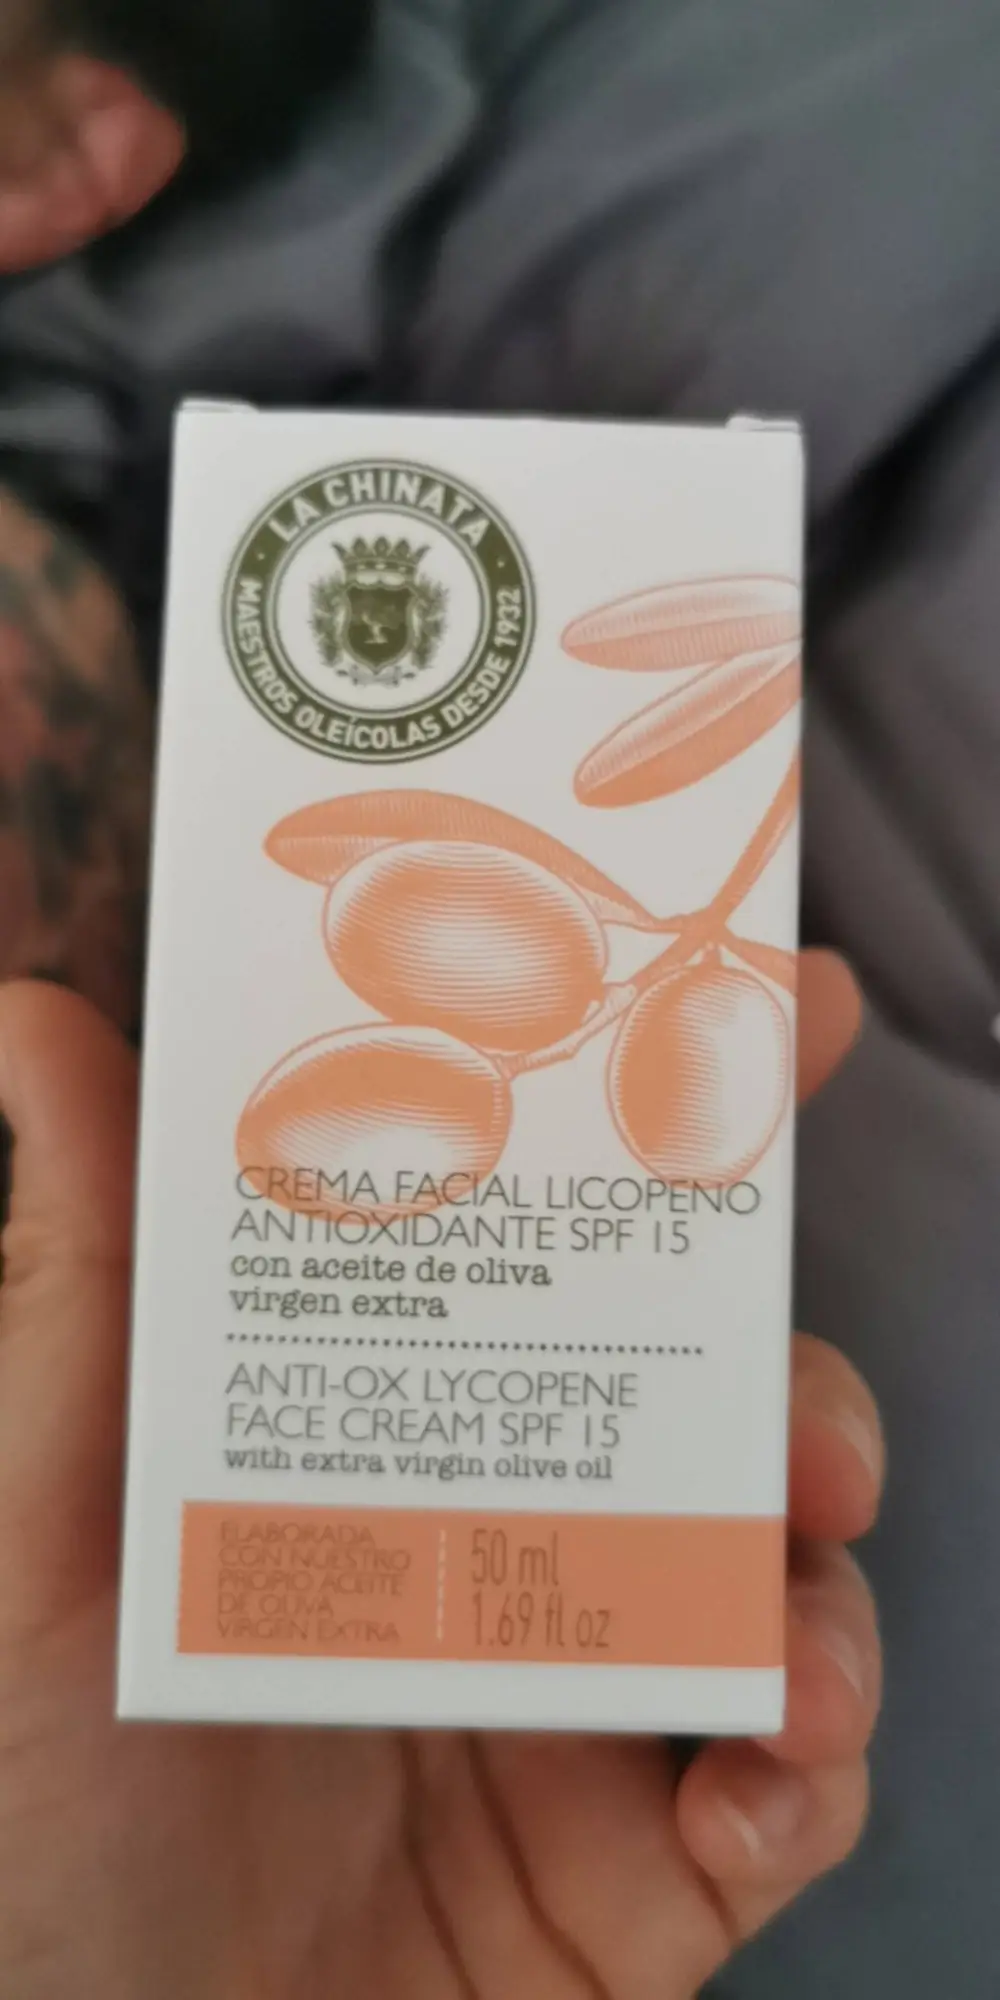 LA CHINATA
MAESTROS OLEÍCOLAS DESDE 1932
CREMA FACIAL LICOPENO
ANTIOXIDANTE SPF 15
con aceite de oliva
virgen extra
ANTI-OX LYCOPENE
FACE CREAM SPF 15
with extra virgin olive oil
ELABORADA
CON NUESTRO
PROPIO ACEITE
DE OLIVA
VIRGEN EXTRA
50 ml
1.69 fl oz